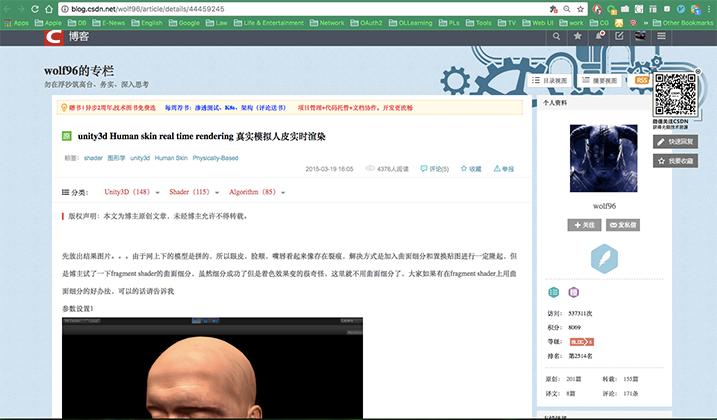 blog.csdn.net/wolf96/article/details/44459245
Apps Apple OS E-News English Google Law Life & Entertainment Network OAuth2 OLLearning PLs Tools TV Web UI work CG Other Bookmarks
博客
wolf96的专栏
勿在浮沙筑高台、务实、深入思考
目录视图 摘要视图 RSS
赠书 | 异步2周年,技术图书免费选 每周荐书:渗透测试、K8s、架构(评论送书) 项目管理+代码托管+文档协作,开发更流畅
原 unity3d Human skin real time rendering 真实模拟人皮实时渲染
标签: shader 图形学 unity3d Human Skin Physically-Based
2015-03-19 16:05 4376人阅读 评论(5) 收藏 举报
分类: Unity3D(148) Shader(115) Algorithm(85)
版权声明:本文为博主原创文章,未经博主允许不得转载。
先放出结果图片。。。由于网上下的模型是拼的,所以眼皮、脸颊、嘴唇看起来像存在裂痕,解决方式是加入曲面细分和置换贴图进行一定隆起,但
是博主试了一下fragment shader的曲面细分,虽然细分成功了但是着色效果变的很奇怪,这里就不用曲面细分了,大家如果有在fragment shader上用曲
面细分的好办法,可以的话请告诉我
参数设置1
个人资料
wolf96
关注 发私信
访问: 537311次
积分: 8069
等级: BLOG 6
排名: 第2514名
原创: 201篇 转载: 155篇
译文: 8篇 评论: 171条
微信关注CSDN
快速回复
我要收藏